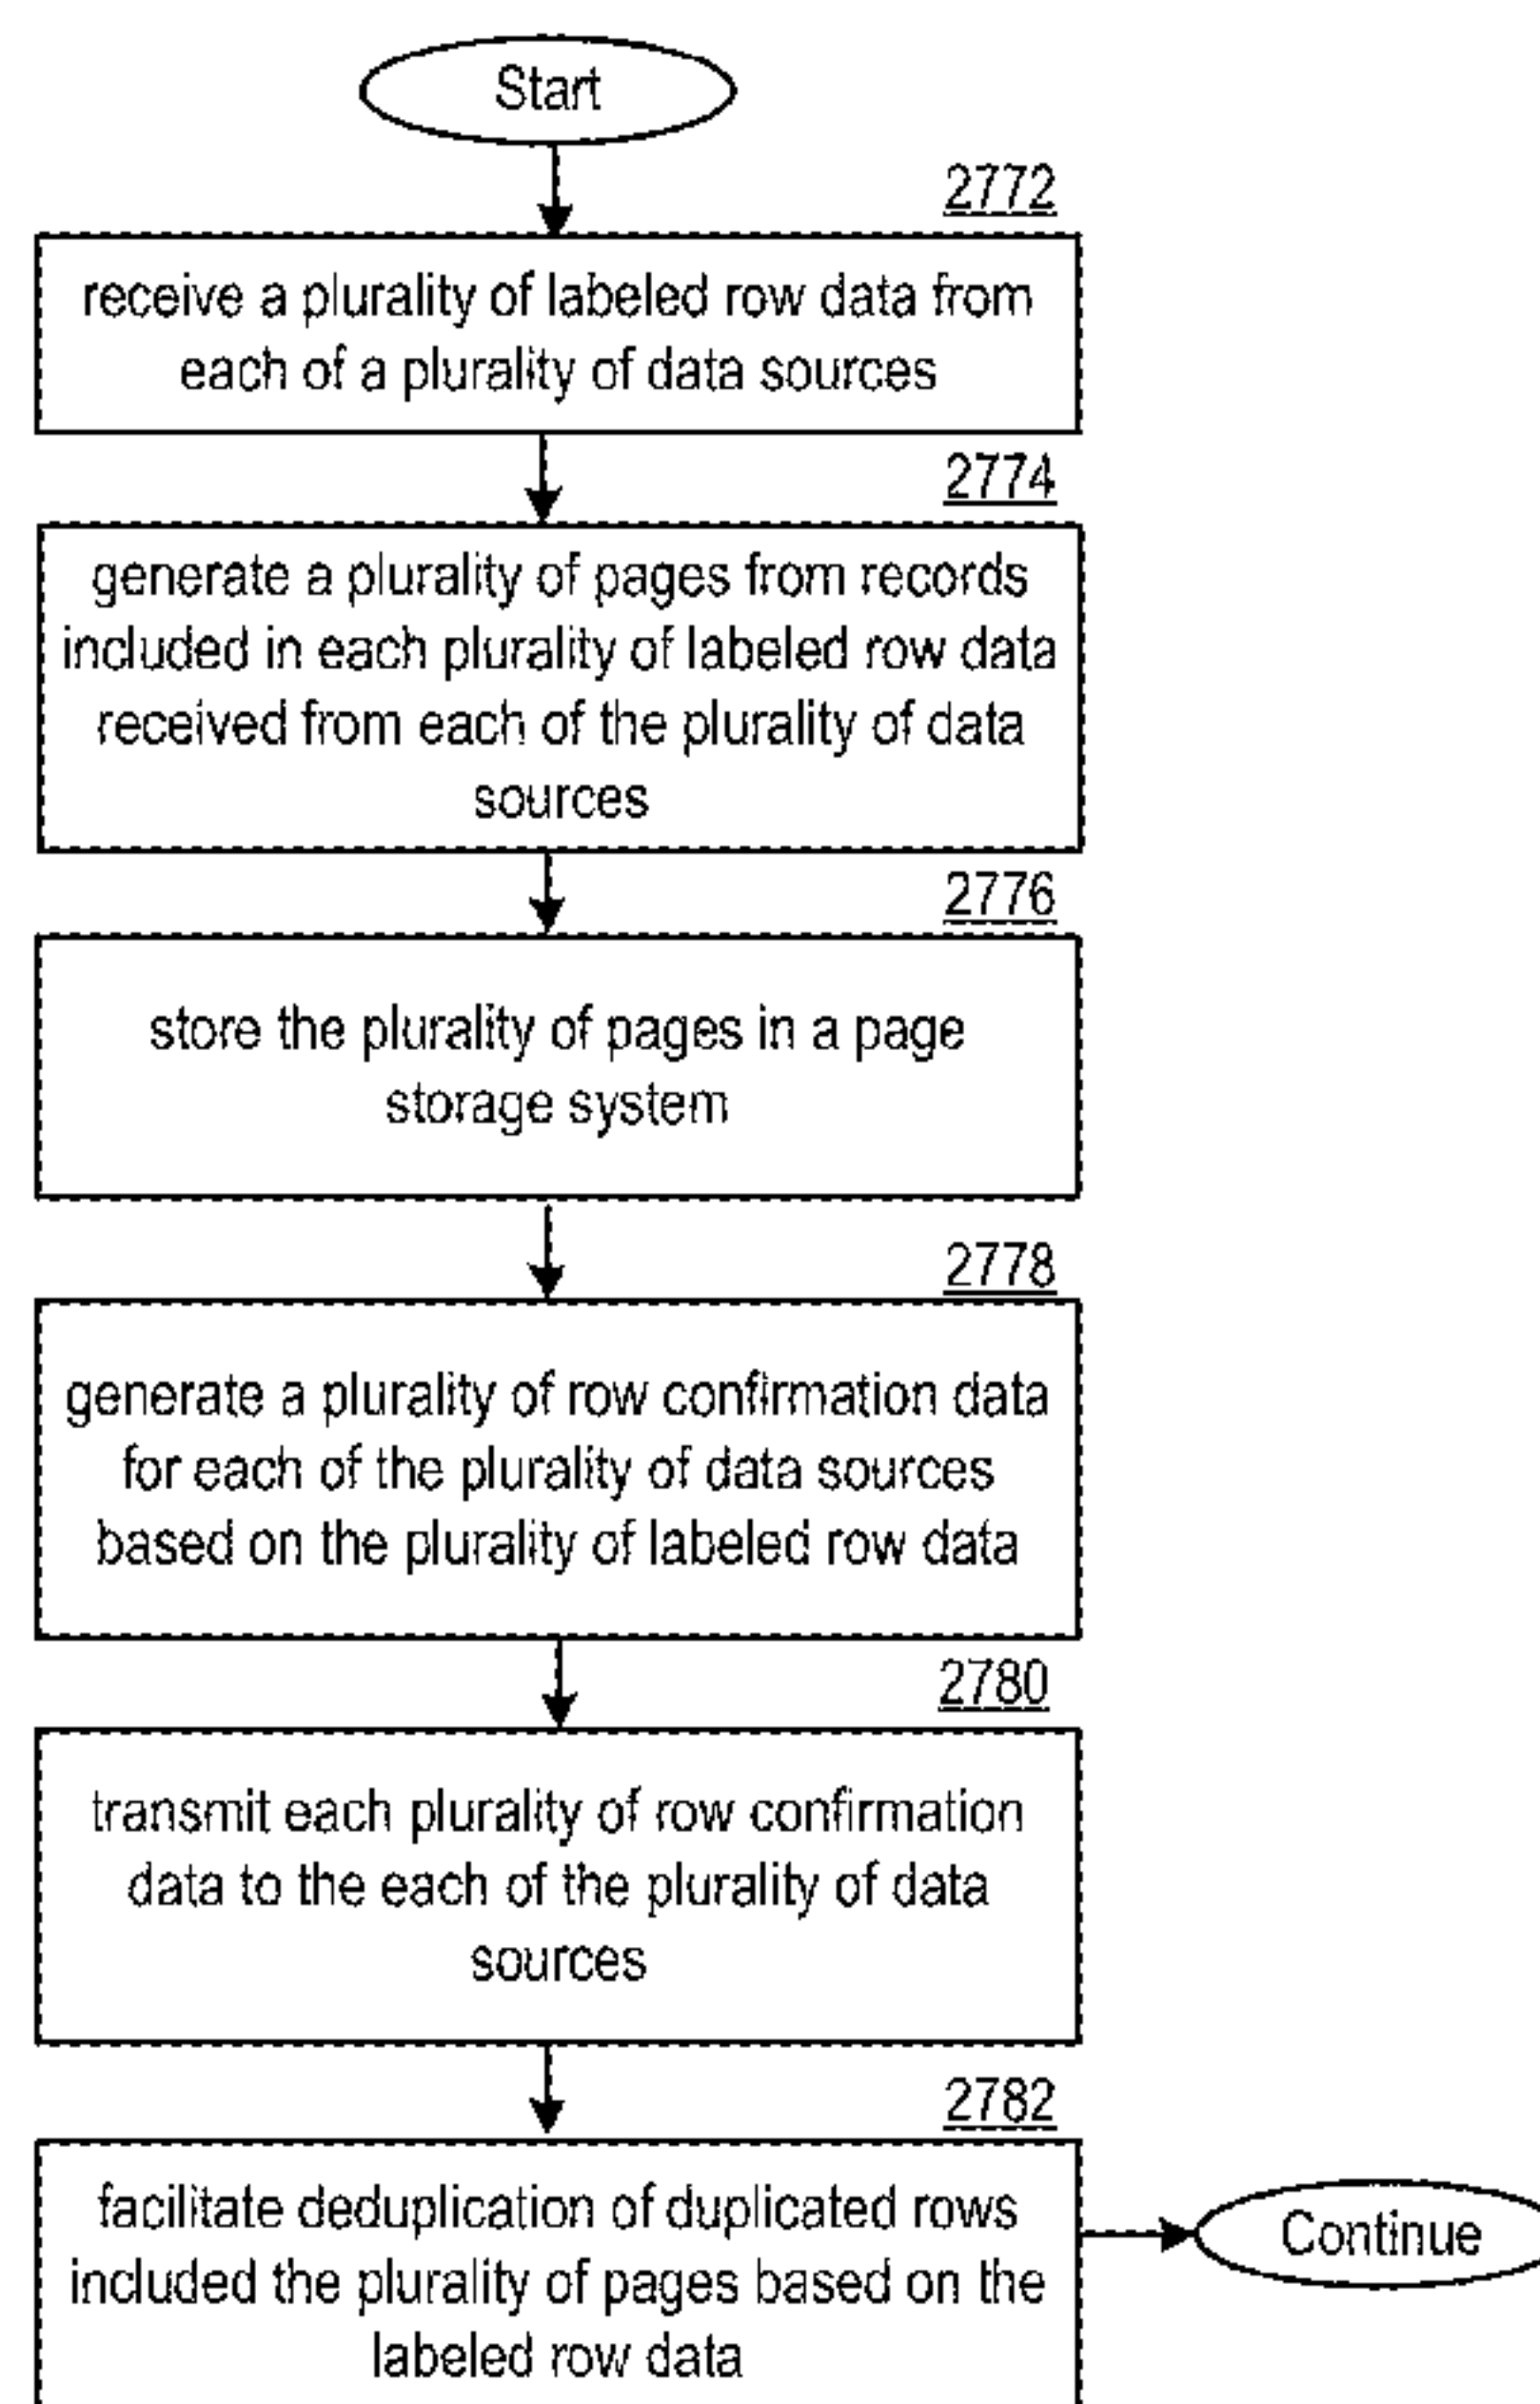 Start
2772
receive a plurality of labeled row data from
each of a plurality of data sources
2774
generate a plurality of pages from records
included in each plurality of labeled row data
received from each of the plurality of data
sources
2776
store the plurality of pages in a page
storage system
2778
generate a plurality of row confirmation data
for each of the plurality of data sources
based on the plurality of labeled row data
2780
transmit each plurality of row confirmation
data to the each of the plurality of data
sources
2782
facilitate deduplication of duplicated rows
included the plurality of pages based on the
labeled row data
Continue